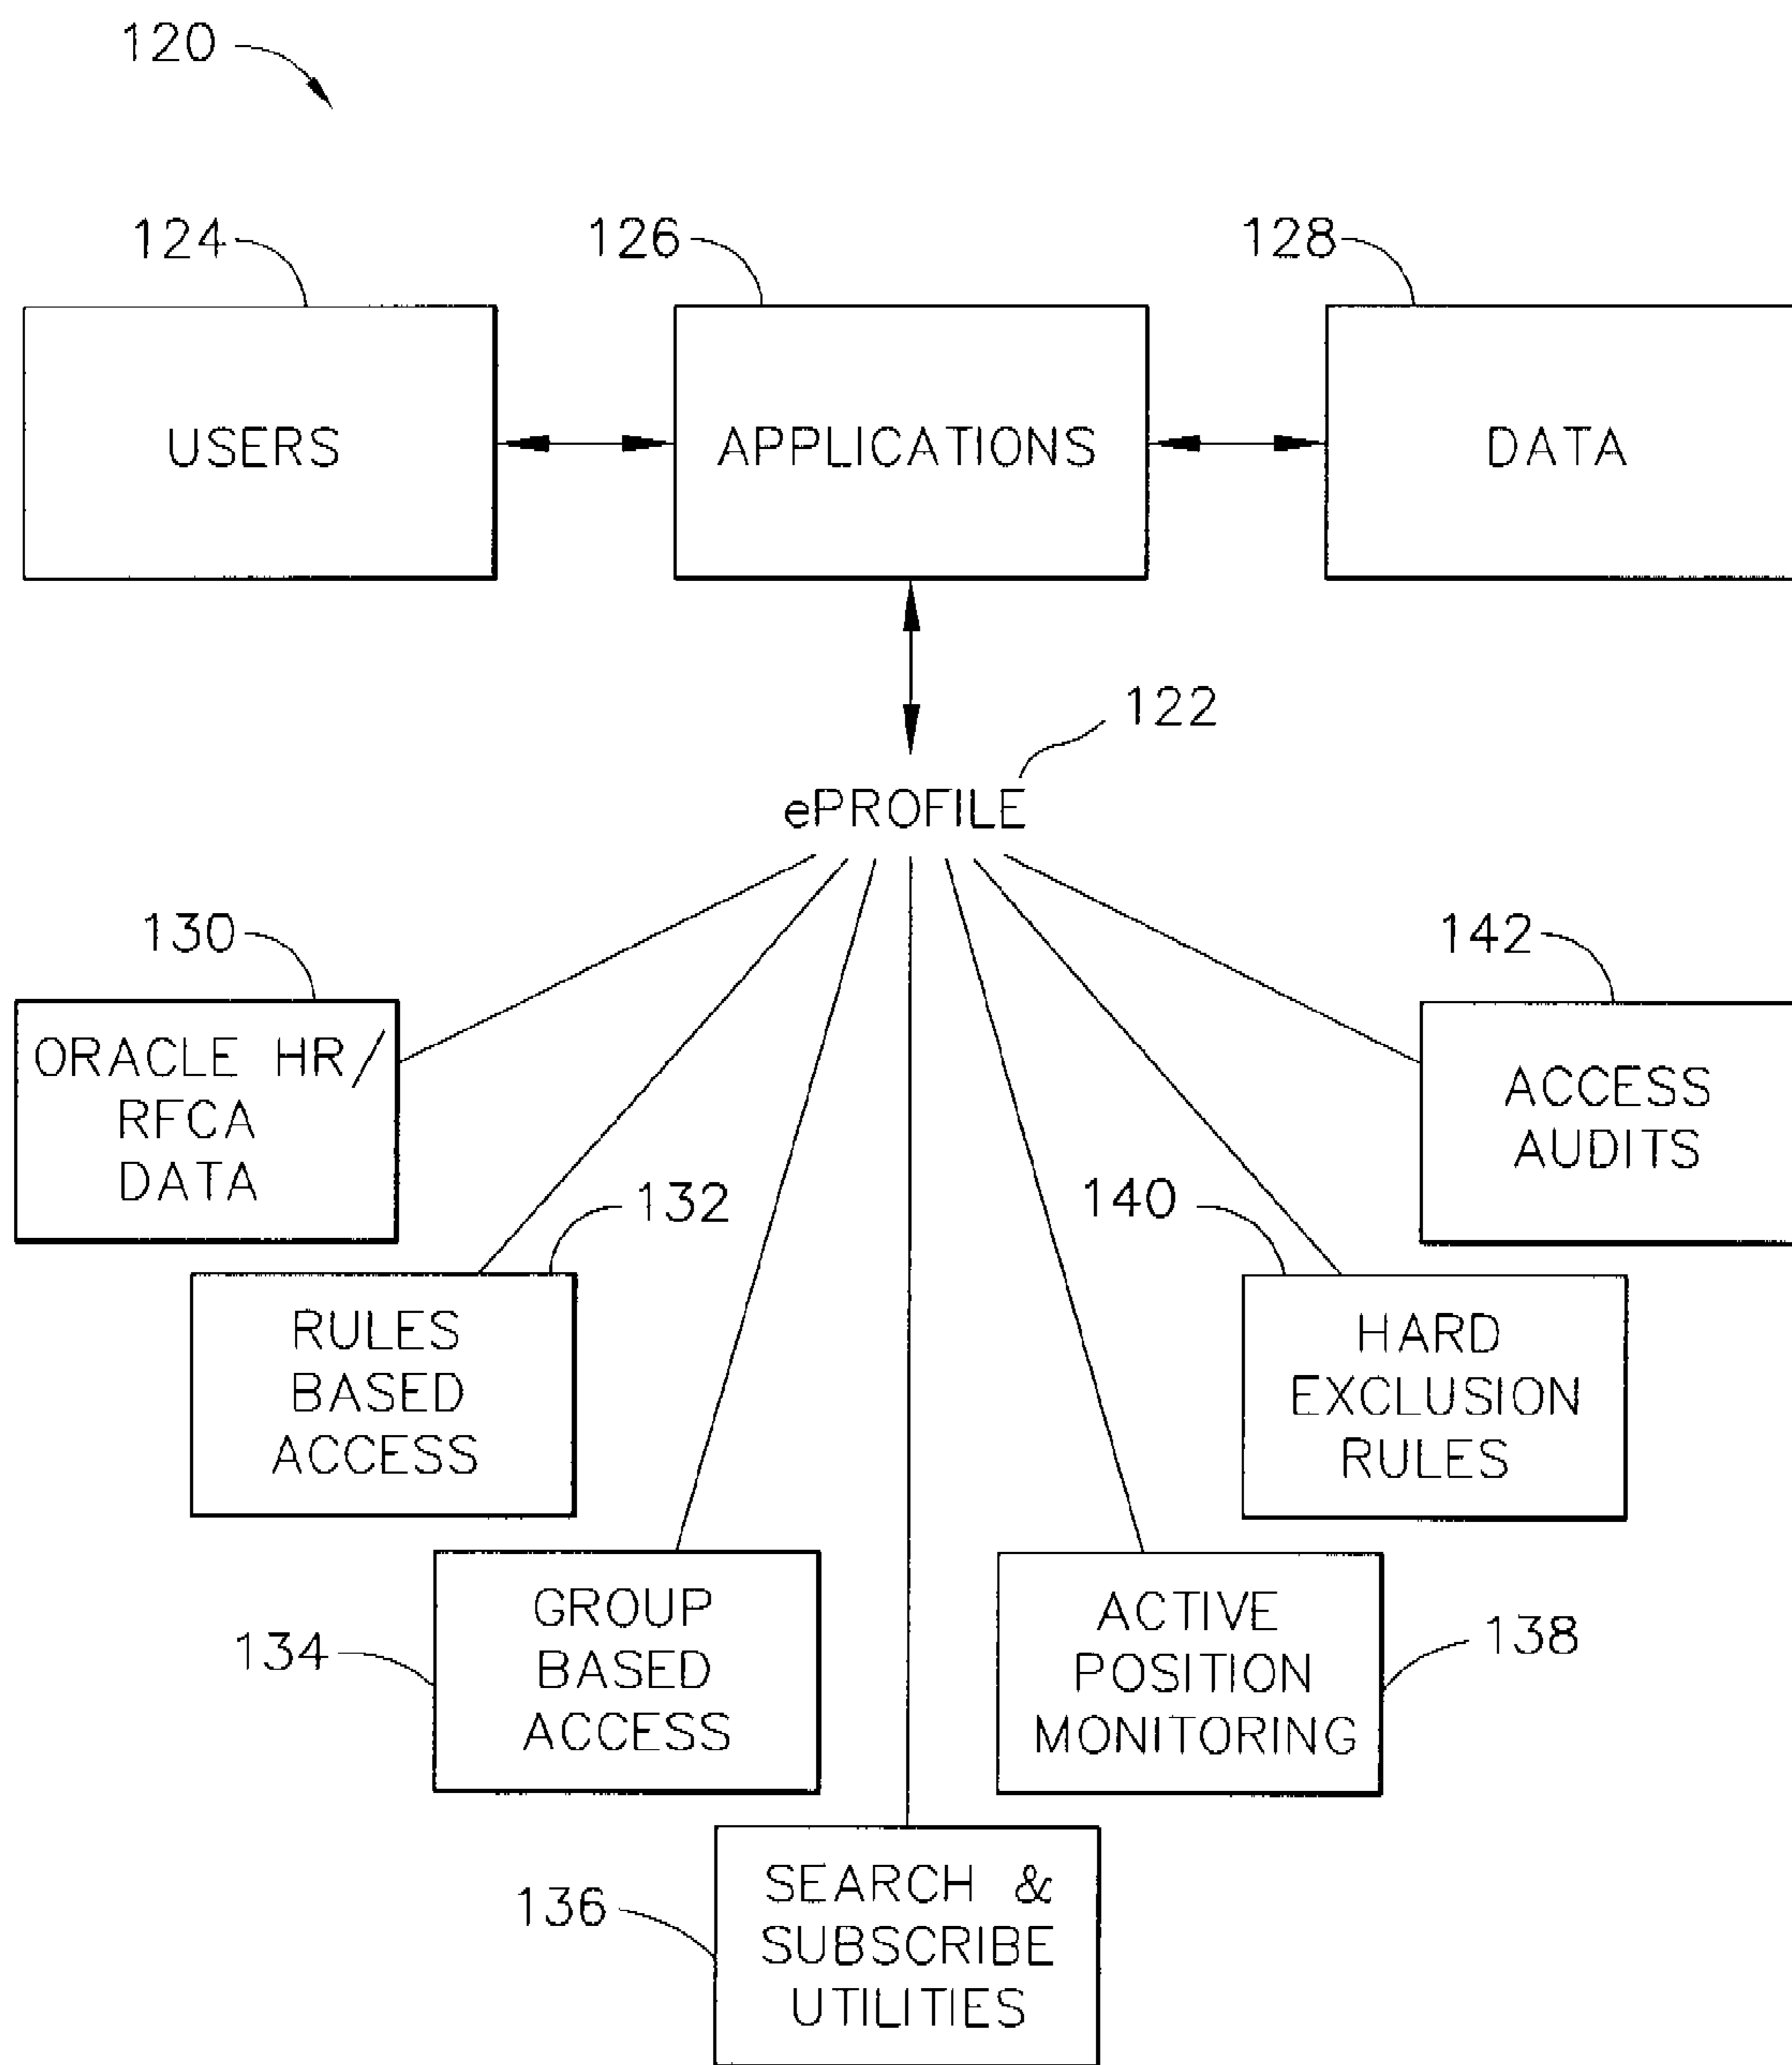 120
124
126
128
USERS
APPLICATIONS
DATA
122
ePROFILE
130
142
ORACLE HR/
RFCA
DATA
ACCESS
AUDITS
132
140
RULES
BASED
ACCESS
HARD
EXCLUSION
RULES
134
GROUP
BASED
ACCESS
ACTIVE
POSITION
MONITORING
138
136
SEARCH &
SUBSCRIBE
UTILITIES